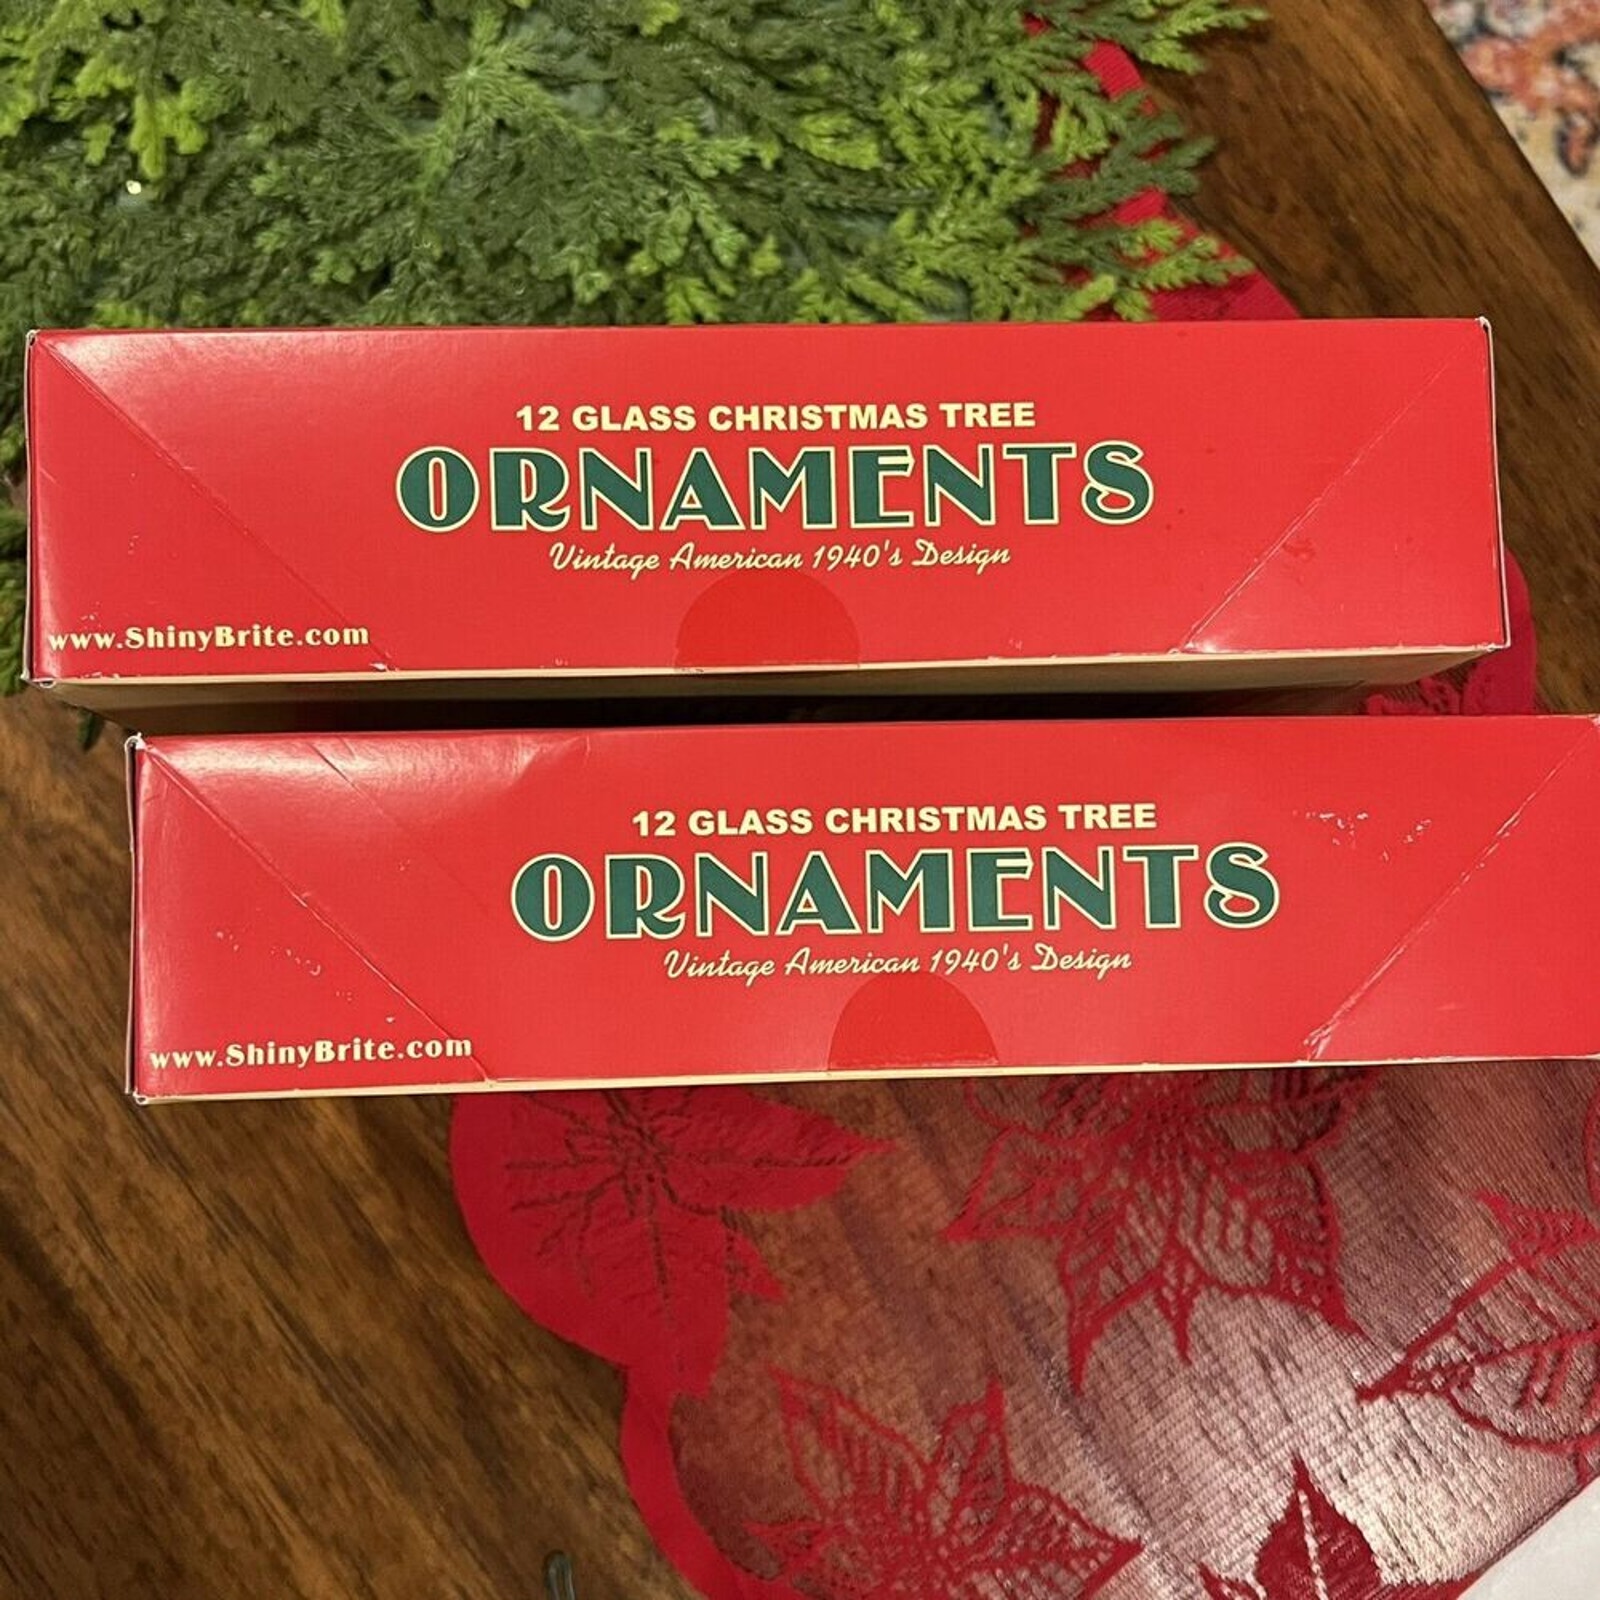 12 GLASS CHRISTMAS TREE
ORNAMENTS
Vintage American 1940's Design
www.ShinyBrite.com
12 GLASS CHRISTMAS TREE
ORNAMENTS
Vintage American 1940's Design
www.ShinyBrite.com